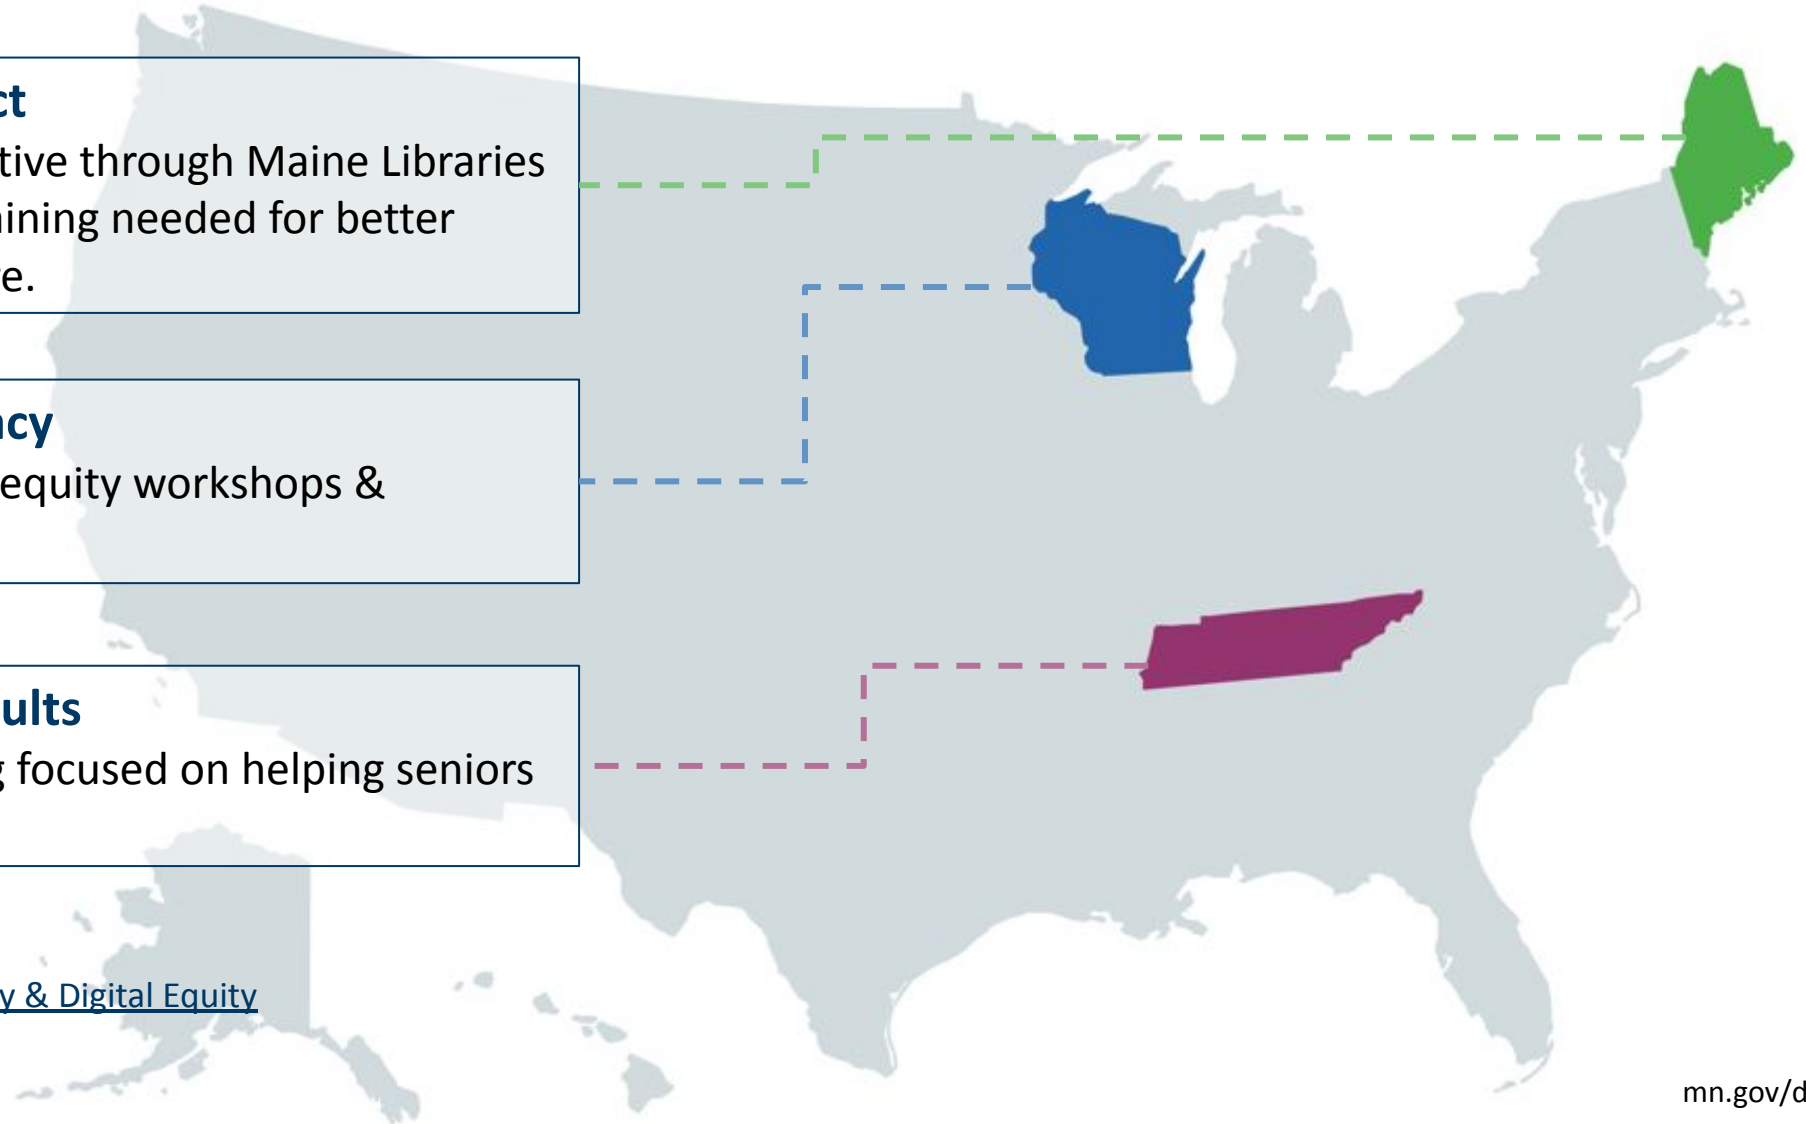 ct
tive through Maine Libraries
ining needed for better
e.
cy
equity workshops &
ults
g focused on helping seniors
y & Digital Equity
mn.gov/d